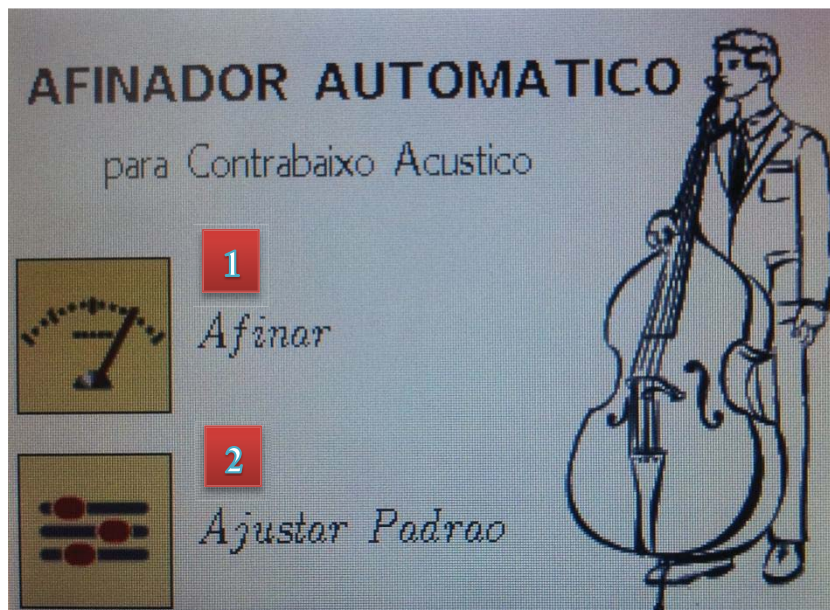 AFINADOR AUTOMATICO
para Contrabaixo Acustico
1
Afinar
2
Ajustar Padrao